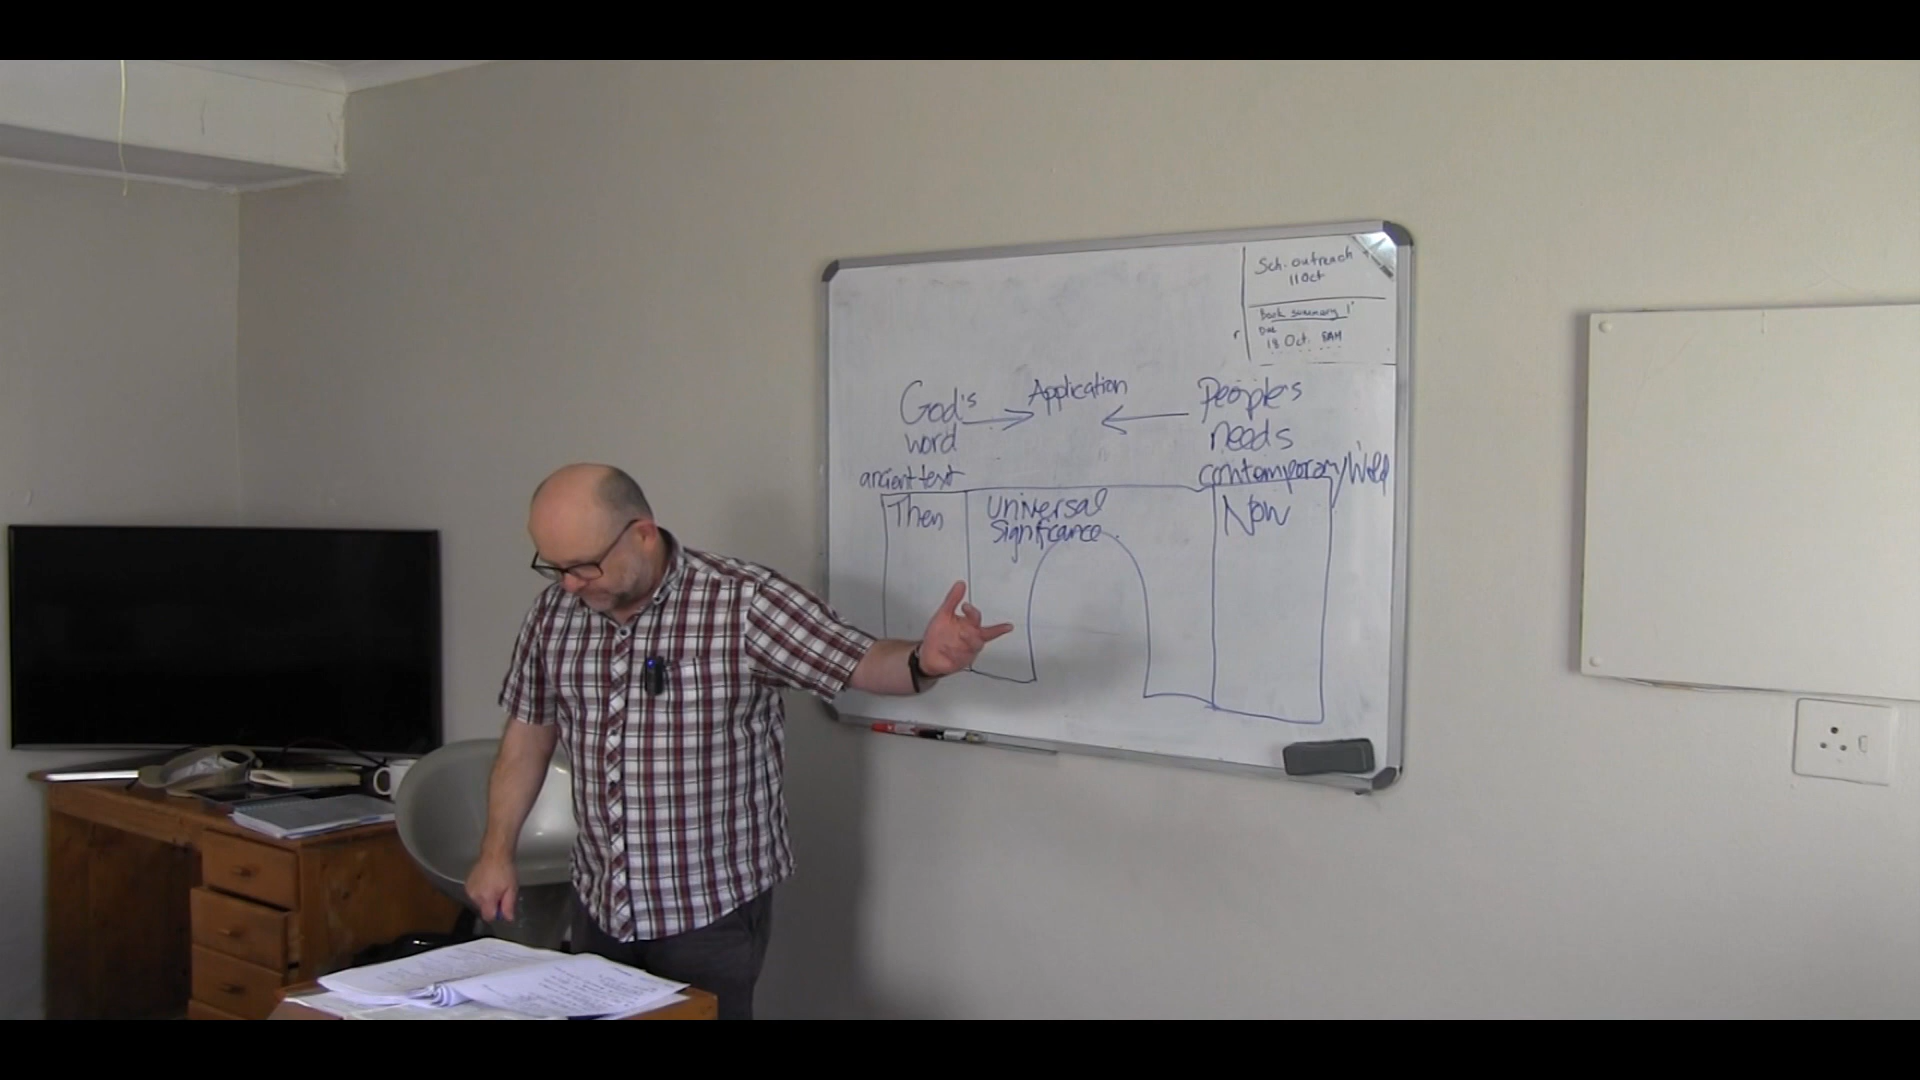 Sch. outreach
11 Oct
Book summary 1
Due
18 Oct 8AM
God's
word
Application
People's
needs
ancient text
contemporary World
Then
Universal
Significance
Now